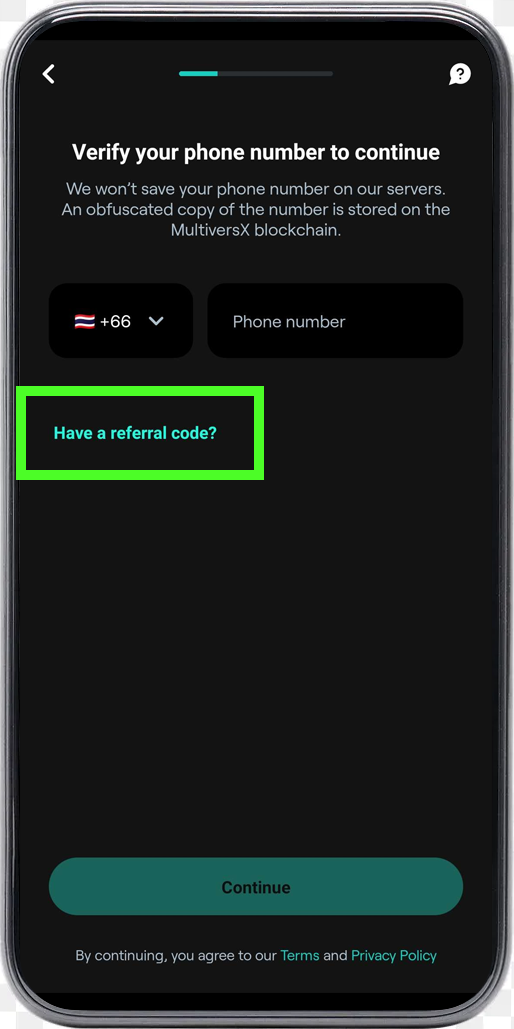 Verify your phone number to continue
We won't save your phone number on our servers.
An obfuscated copy of the number is stored on the
MultiversX blockchain.
+66
Phone number
Have a referral code?
Continue
By continuing, you agree to our Terms and Privacy Policy